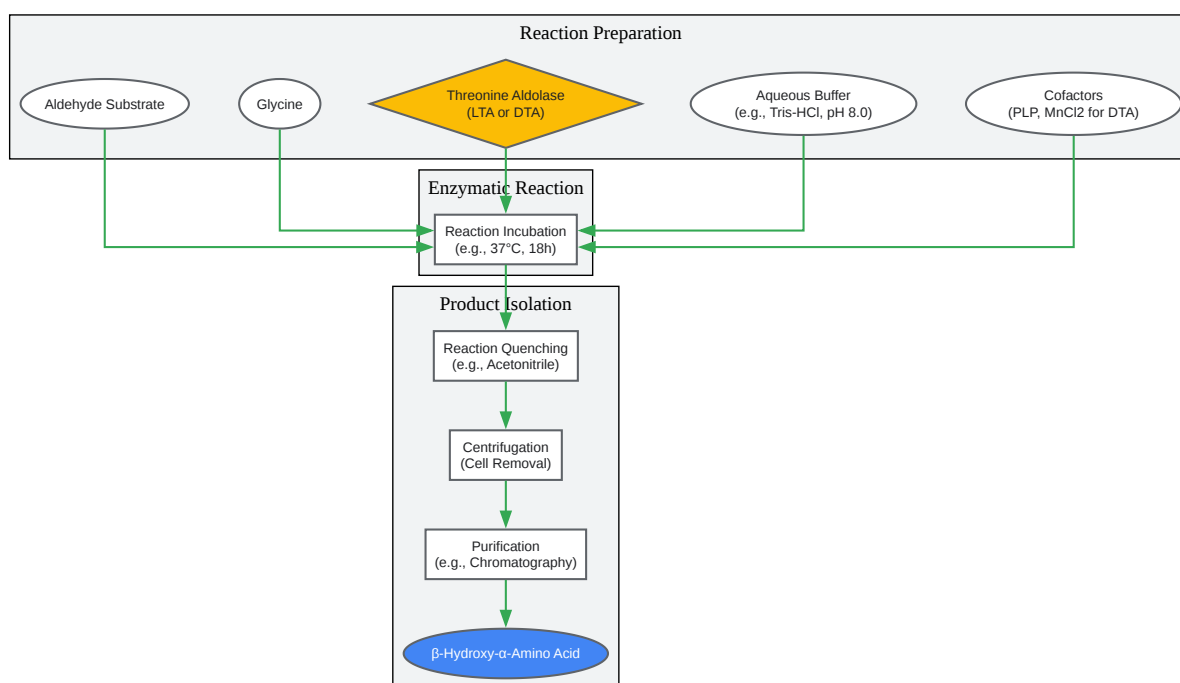 Reaction Preparation
Aldehyde Substrate
Glycine
Threonine Aldolase
(LTA or DTA)
Aqueous Buffer
(e.g., Tris-HCl, pH 8.0)
Cofactors
(PLP, MnCl2 for DTA)
Enzymatic Reaction
Reaction Incubation
(e.g., 37°C, 18h)
Product Isolation
Reaction Quenching
(e.g., Acetonitrile)
Centrifugation
(Cell Removal)
Purification
(e.g., Chromatography)
β-Hydroxy-α-Amino Acid